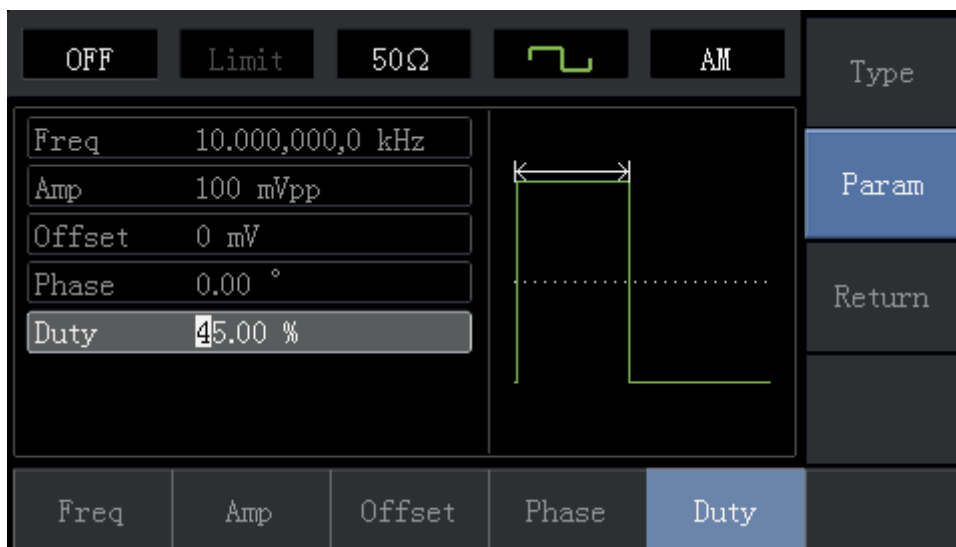 OFF Limit 50Ω AM
Type
Freq 10.000,000,0 kHz
Amp 100 mVpp
Param
Offset 0 mV
Phase 0.00 °
Return
Duty 45.00 %
Freq Amp Offset Phase Duty